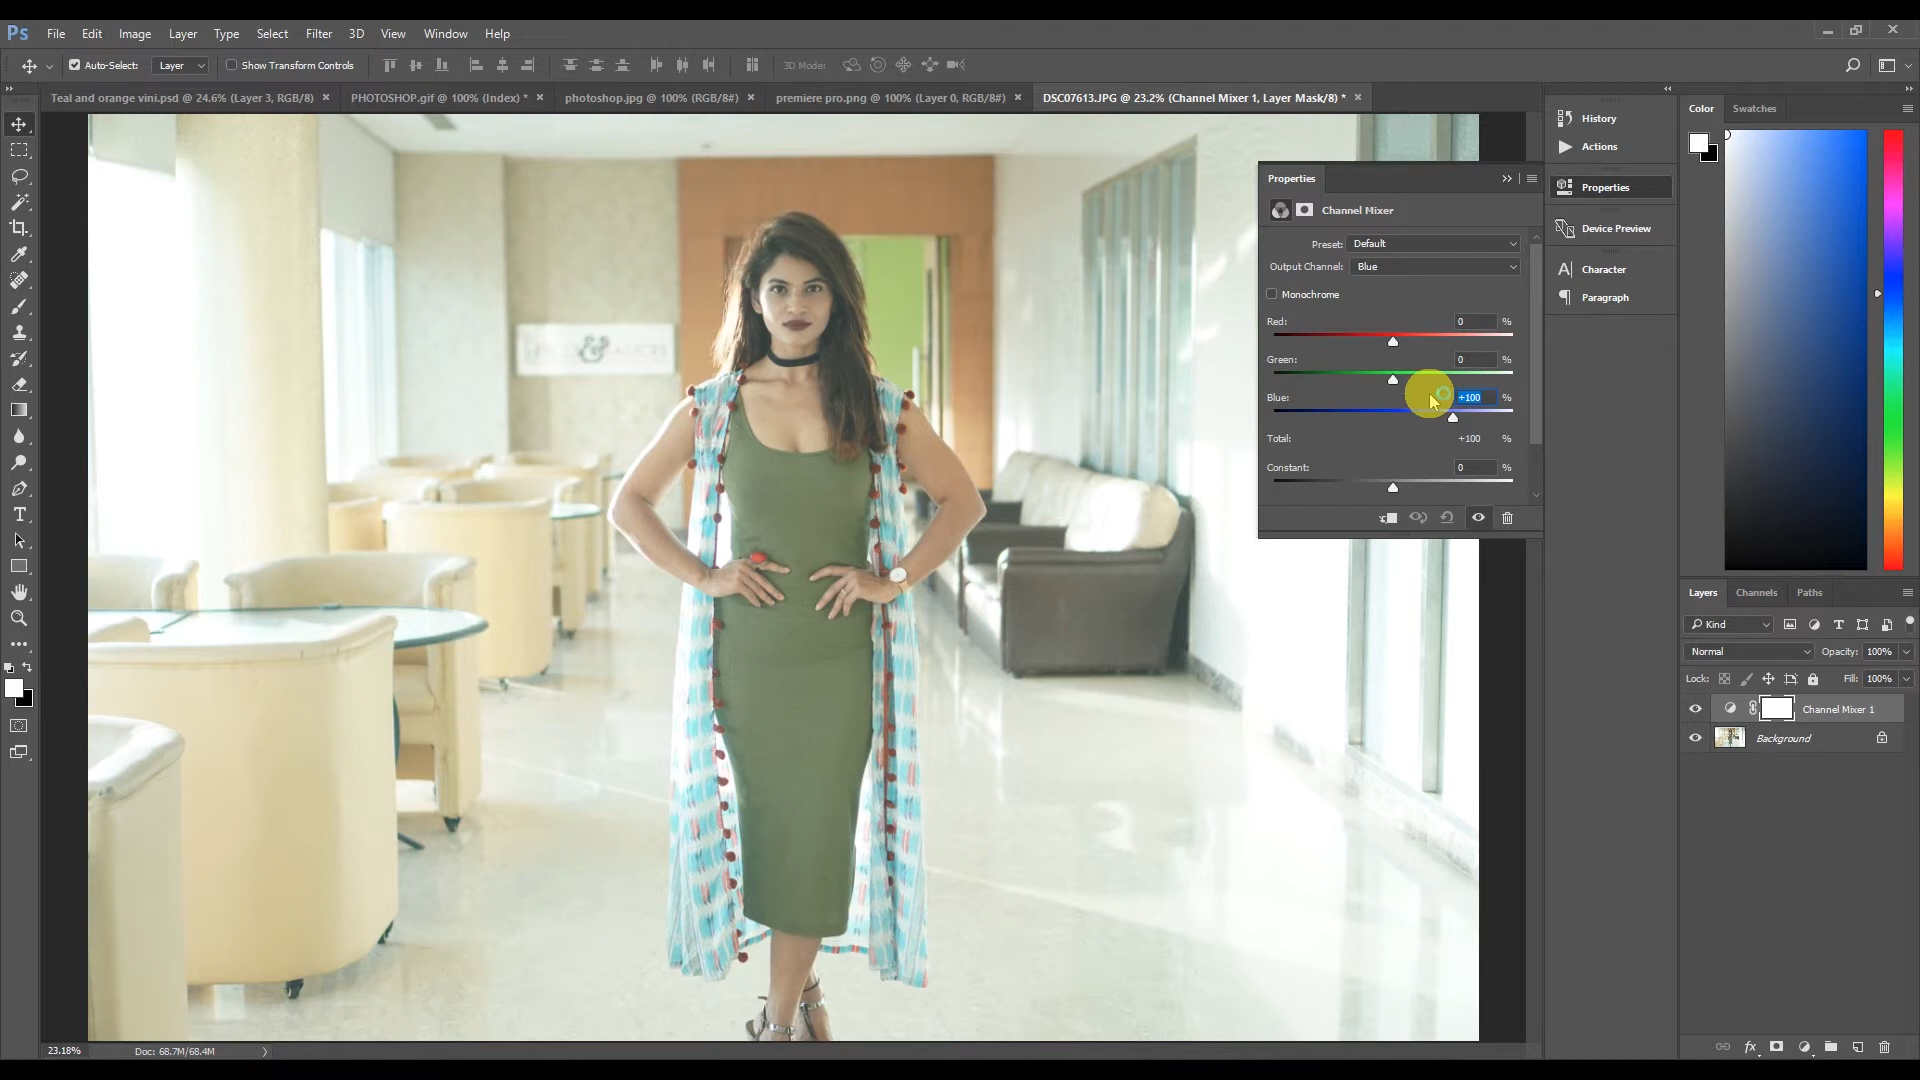 Ps File Edit Image Layer Type Select Filter 3D View Window Help
Auto-Select: Layer Show Transform Controls 3D Mode:
Teal and orange vini.psd @ 24.6% (Layer 3, RGB/8) × PHOTOSHOP.gif @ 100% (Index) * × photoshop.jpg @ 100% (RGB/8#) × premiere pro.png @ 100% (Layer 0, RGB/8#) × DSC07613.JPG @ 23.2% (Channel Mixer 1, Layer Mask/8) * ×
History
Actions
Properties
Device Preview
Character
Paragraph
Color Swatches
Properties
Channel Mixer
Preset: Default
Output Channel: Blue
Monochrome
Red: 0 %
Green: 0 %
Blue: +100 %
Total: +100 %
Constant: 0 %
Layers Channels Paths
Kind
Normal Opacity: 100%
Lock: Fill: 100%
Channel Mixer 1
Background
23.18% Doc: 68.7M/68.4M